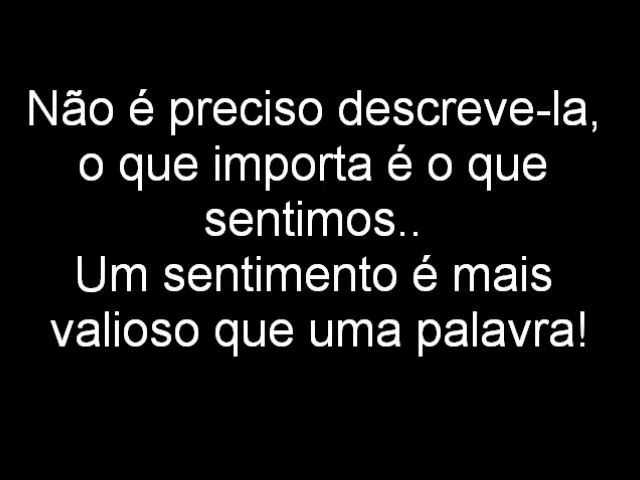 Não é preciso descreve-la,
o que importa é o que
sentimos..
Um sentimento é mais
valioso que uma palavra!